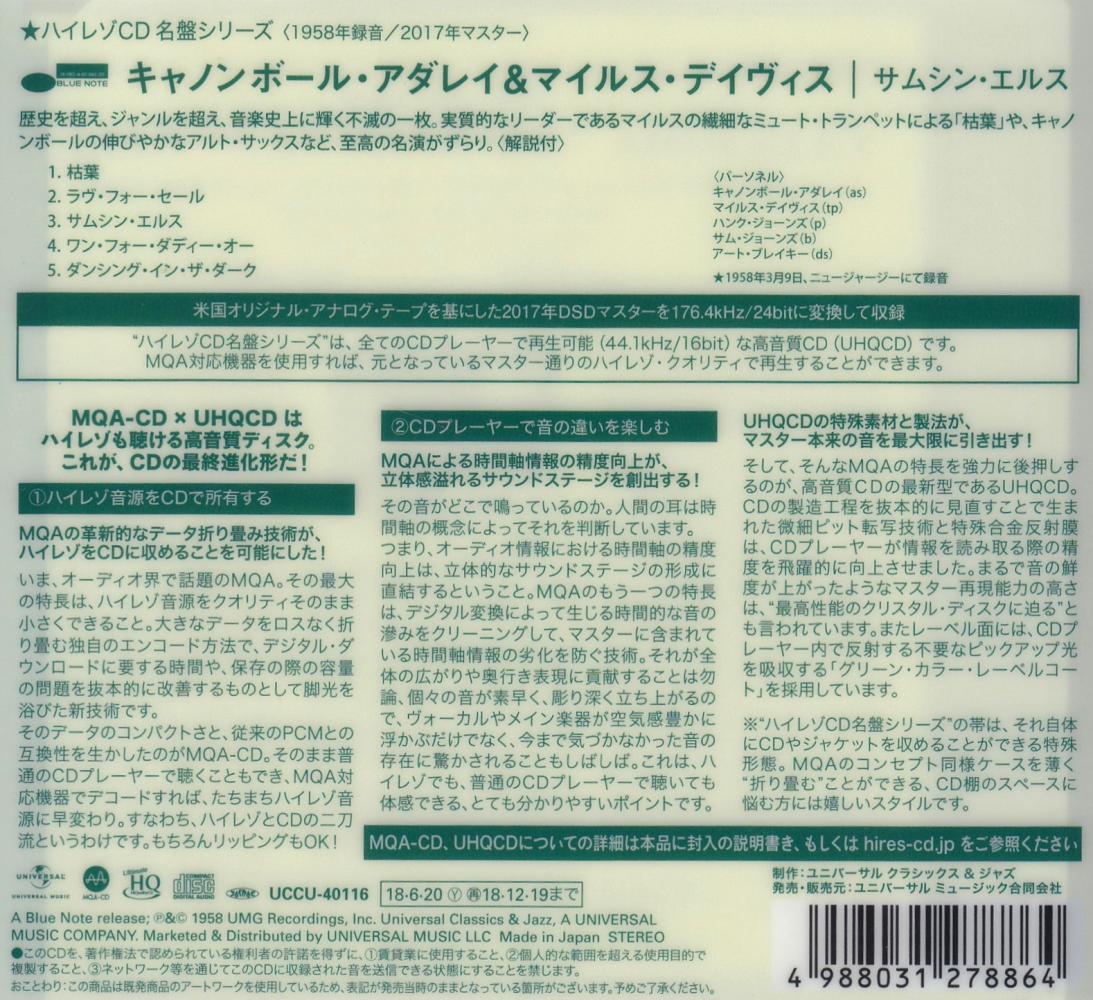 ★ハイレゾCD 名盤シリーズ〈1958年録音／2017年マスター〉
BLUE NOTE キャノンボール・アダレイ&マイルス・デイヴィス｜サムシン・エルス
歴史を超え、ジャンルを超え、音楽史上に輝く不滅の一枚。実質的なリーダーであるマイルスの繊細なミュート・トランペットによる「枯葉」や、キャノ
ンボールの伸びやかなアルト・サックスなど、至高の名演がずらり。〈解説付〉
1. 枯葉
2. ラヴ・フォー・セール
3. サムシン・エルス
4. ワン・フォー・ダディー・オー
5. ダンシング・イン・ザ・ダーク
〈パーソネル〉
キャノンボール・アダレイ(as)
マイルス・デイヴィス(tp)
ハンク・ジョーンズ(p)
サム・ジョーンズ(b)
アート・ブレイキー(ds)
★1958年3月9日、ニュージャージーにて録音
米国オリジナル・アナログ・テープを基にした2017年DSDマスターを176.4kHz/24bitに変換して収録
“ハイレゾCD名盤シリーズ”は、全てのCDプレーヤーで再生可能（44.1kHz/16bit）な高音質CD（UHQCD）です。
MQA対応機器を使用すれば、元となっているマスター通りのハイレゾ・クオリティで再生することができます。
MQA-CD × UHQCD は
ハイレゾも聴ける高音質ディスク。
これが、CDの最終進化形だ！
①ハイレゾ音源をCDで所有する
MQAの革新的なデータ折り畳み技術が、
ハイレゾをCDに収めることを可能にした！
いま、オーディオ界で話題のMQA。その最大
の特長は、ハイレゾ音源をクオリティそのまま
小さくできること。大きなデータをロスなく折
り畳む独自のエンコード方法で、デジタル・ダ
ウンロードに要する時間や、保存の際の容量
の問題を抜本的に改善するものとして脚光を
浴びた新技術です。
そのデータのコンパクトさと、従来のPCMとの
互換性を生かしたのがMQA-CD。そのまま普
通のCDプレーヤーで聴くこともでき、MQA対
応機器でデコードすれば、たちまちハイレゾ音
源に早変わり。すなわち、ハイレゾとCDの二刀
流というわけです。もちろんリッピングもOK！
②CDプレーヤーで音の違いを楽しむ
MQAによる時間軸情報の精度向上が、
立体感溢れるサウンドステージを創出する！
その音がどこで鳴っているのか。人間の耳は時
間軸の概念によってそれを判断しています。
つまり、オーディオ情報における時間軸の精度
向上は、立体的なサウンドステージの形成に
直結するということ。MQAのもう一つの特長
は、デジタル変換によって生じる時間的な音の
滲みをクリーニングして、マスターに含まれて
いる時間軸情報の劣化を防ぐ技術。それが全
体の広がりや奥行き表現に貢献することは勿
論、個々の音が素早く、彫り深く立ち上がるの
で、ヴォーカルやメイン楽器が空気感豊かに
浮かぶだけでなく、今まで気づかなかった音の
存在に驚かされることもしばしば。これは、ハ
イレゾでも、普通のCDプレーヤーで聴いても
体感できる、とても分かりやすいポイントです。
UHQCDの特殊素材と製法が、
マスター本来の音を最大限に引き出す！
そして、そんなMQAの特長を強力に後押しす
るのが、高音質CDの最新型であるUHQCD。
CDの製造工程を抜本的に見直すことで生ま
れた微細ピット転写技術と特殊合金反射膜
は、CDプレーヤーが情報を読み取る際の精
度を飛躍的に向上させました。まるで音の鮮
度が上がったようなマスター再現能力の高さ
は、“最高性能のクリスタル・ディスクに迫る”と
も言われています。またレーベル面には、CDプ
レーヤー内で反射する不要なピックアップ光
を吸収する「グリーン・カラー・レーベルコー
ト」を採用しています。
※“ハイレゾCD名盤シリーズ”の帯は、それ自体
にCDやジャケットを収めることができる特殊
形態。MQAのコンセプト同様ケースを薄く
“折り畳む”ことができる、CD棚のスペースに
悩む方には嬉しいスタイルです。
MQA-CD、UHQCDについての詳細は本品に封入の説明書き、もしくは hires-cd.jp をご参照ください
UNIVERSAL UNIVERSAL MUSIC MQA-CD HQ COMPACT disc DIGITAL AUDIO UCCU-40116 18・6・20 Ⓨ 再 18・12・19まで
制作：ユニバーサル クラシックス & ジャズ
発売・販売元：ユニバーサル ミュージック合同会社
A Blue Note release; ℗&© 1958 UMG Recordings, Inc. Universal Classics & Jazz, A UNIVERSAL
MUSIC COMPANY. Marketed & Distributed by UNIVERSAL MUSIC LLC Made in Japan STEREO
●このCDを、著作権法で認められている権利者の許諾を得ずに、①賃貸業に使用すること、②個人的な範囲を超える使用目的で
複製すること、③ネットワーク等を通じてこのCDに収録された音を送信できる状態にすることを禁じます。
おことわり：この商品は既発商品のアートワークを使用しているため、表記が発売当時のままとなっている箇所がございます。予めご了承ください。
4 988031 278864